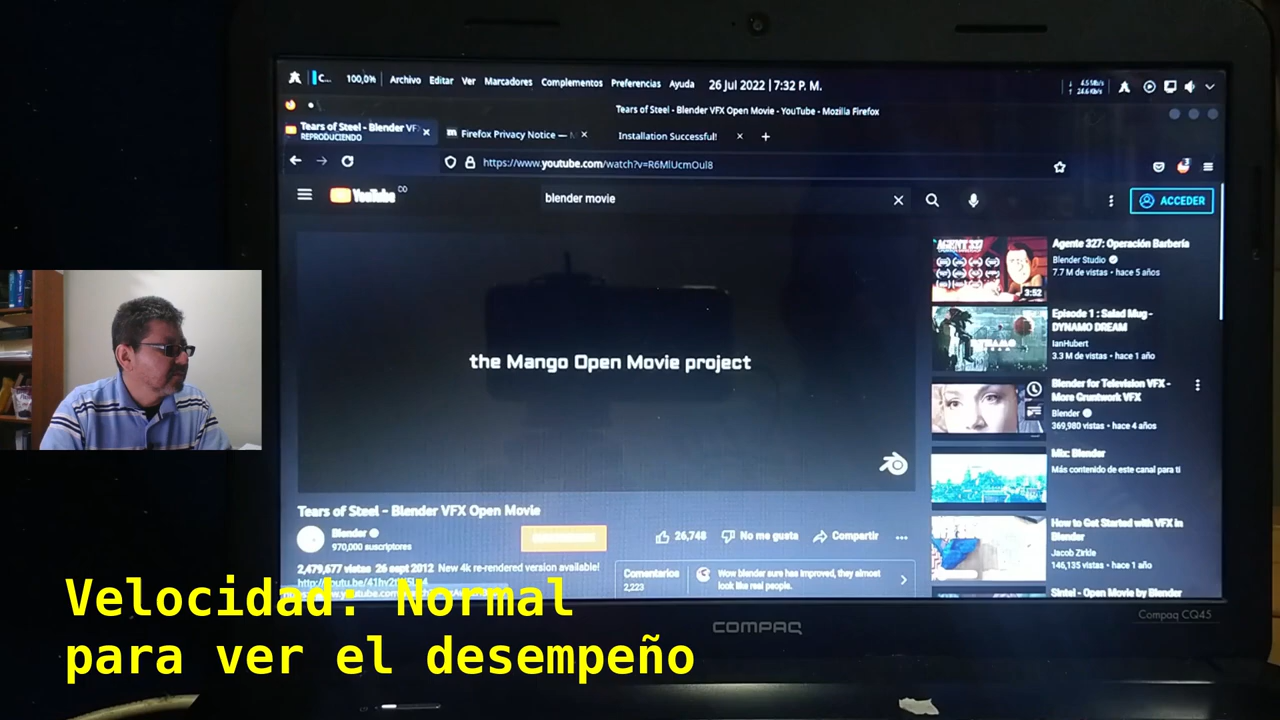 C... 100,0% Archivo Editar Ver Marcadores Complementos Preferencias Ayuda 26 Jul 2022 | 7:32 P. M.
Tears of Steel - Blender VFX Open Movie - YouTube - Mozilla Firefox
Tears of Steel - Blender VF
REPRODUCIENDO
Firefox Privacy Notice —
Installation Successful!
https://www.youtube.com/watch?v=R6MlUcmOul8
YouTube CO
blender movie
ACCEDER
the Mango Open Movie project
Tears of Steel - Blender VFX Open Movie
Blender
970,000 suscriptores
26,748 No me gusta Compartir
2,479,677 vistas 26 sept 2012 New 4k re-rendered version available!
Comentarios
2,223
Wow blender sure has improved, they almost
look like real people.
AGENT 327
3:52
Agente 327: Operación Barbería
Blender Studio
7.7 M de vistas • hace 5 años
Episode 1 : Salad Mug -
DYNAMO DREAM
IanHubert
3.3 M de vistas • hace 1 año
Blender for Television VFX -
More Gruntwork VFX
Blender
369,980 vistas • hace 4 años
Mix: Blender
Más contenido de este canal para ti
How to Get Started with VFX in
Blender
Jacob Zirkle
146,135 vistas • hace 1 año
Sintel - Open Movie by Blender
COMPAQ
Compaq CQ45
Velocidad: Normal
para ver el desempeño